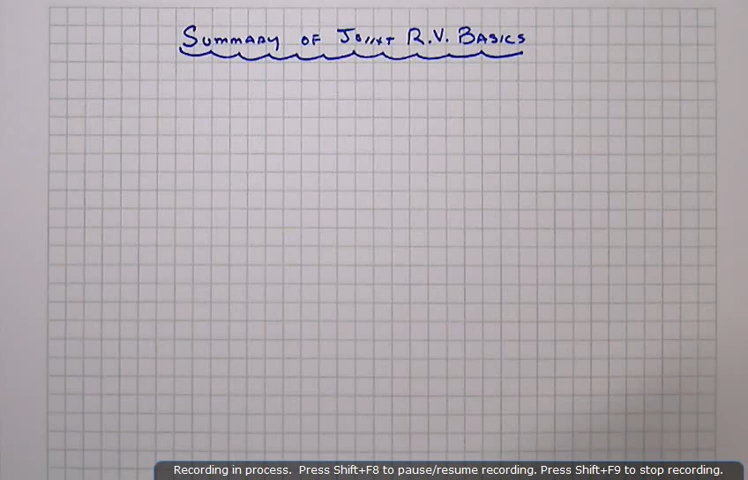 SUMMARY OF JOINT R.V. BASICS
Recording in process. Press Shift+F8 to pause/resume recording. Press Shift+F9 to stop recording.